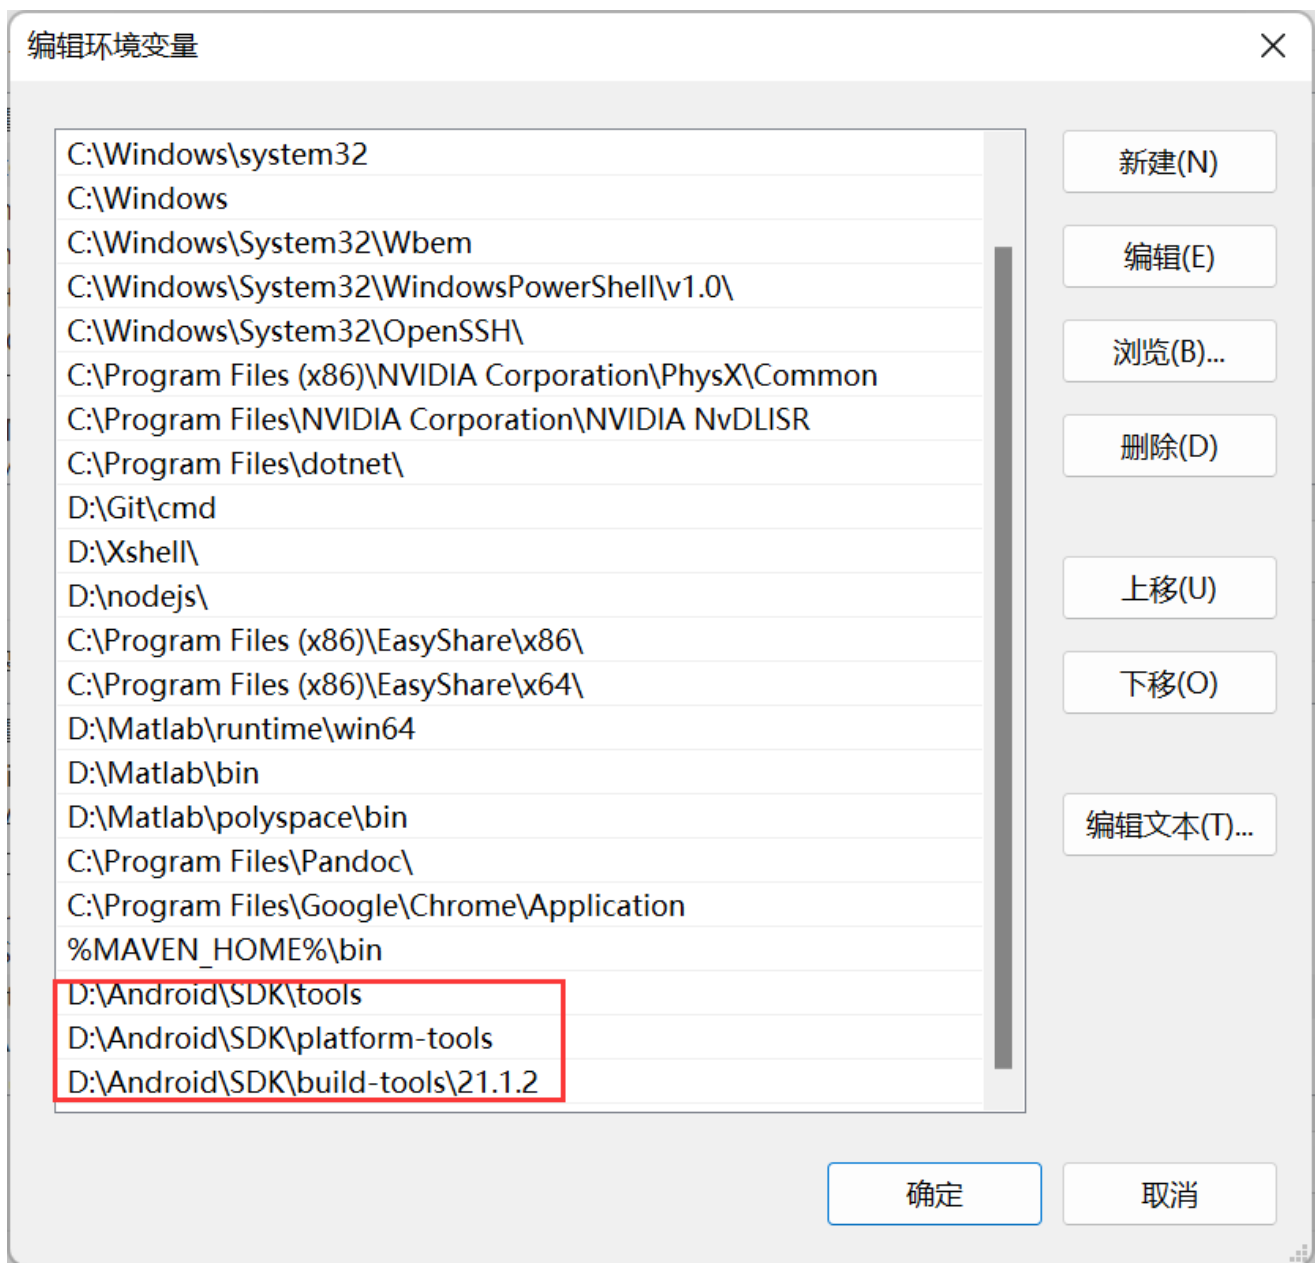 编辑环境变量
C:\Windows\system32
C:\Windows
C:\Windows\System32\Wbem
C:\Windows\System32\WindowsPowerShell\v1.0\
C:\Windows\System32\OpenSSH\
C:\Program Files (x86)\NVIDIA Corporation\PhysX\Common
C:\Program Files\NVIDIA Corporation\NVIDIA NvDLISR
C:\Program Files\dotnet\
D:\Git\cmd
D:\Xshell\
D:\nodejs\
C:\Program Files (x86)\EasyShare\x86\
C:\Program Files (x86)\EasyShare\x64\
D:\Matlab\runtime\win64
D:\Matlab\bin
D:\Matlab\polyspace\bin
C:\Program Files\Pandoc\
C:\Program Files\Google\Chrome\Application
%MAVEN_HOME%\bin
D:\Android\SDK\tools
D:\Android\SDK\platform-tools
D:\Android\SDK\build-tools\21.1.2
新建(N)
编辑(E)
浏览(B)...
删除(D)
上移(U)
下移(O)
编辑文本(T)...
确定
取消